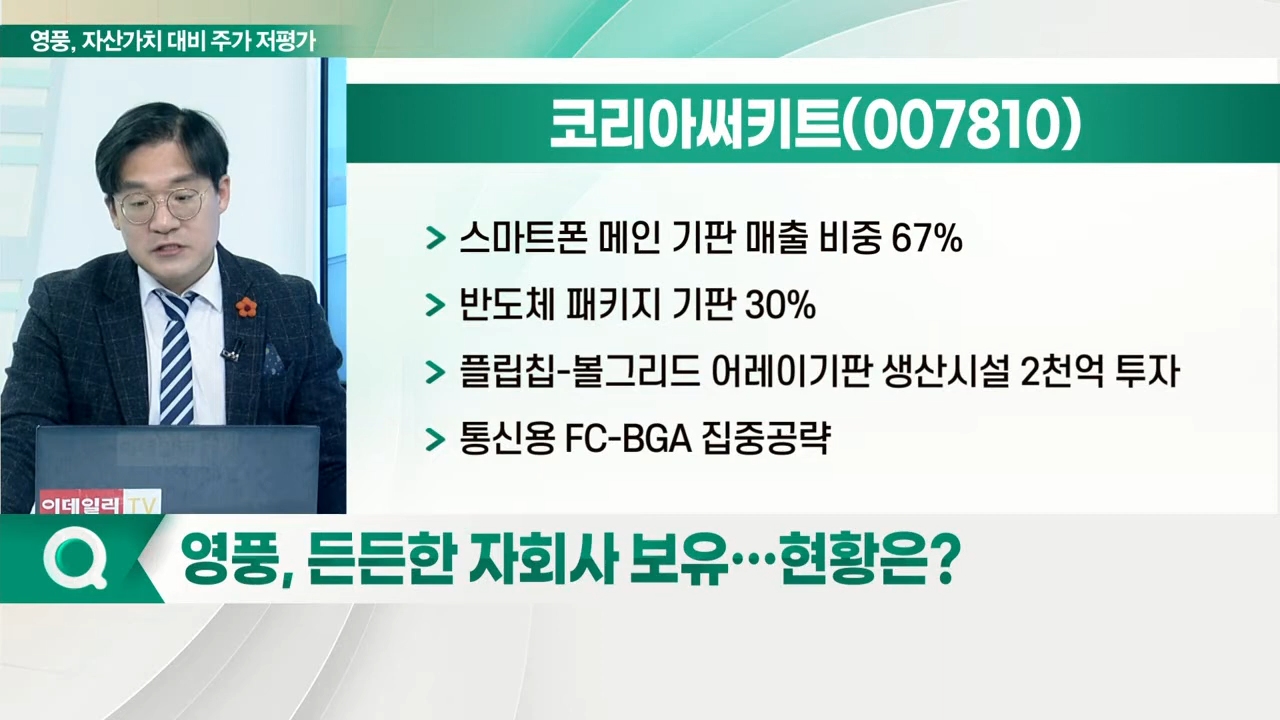 영풍, 자산가치 대비 주가 저평가
코리아써키트(007810)
> 스마트폰 메인 기판 매출 비중 67%
> 반도체 패키지 기판 30%
> 플립칩-볼그리드 어레이기판 생산시설 2천억 투자
> 통신용 FC-BGA 집중공략
이데일리 TV
Q 영풍, 든든한 자회사 보유…현황은?